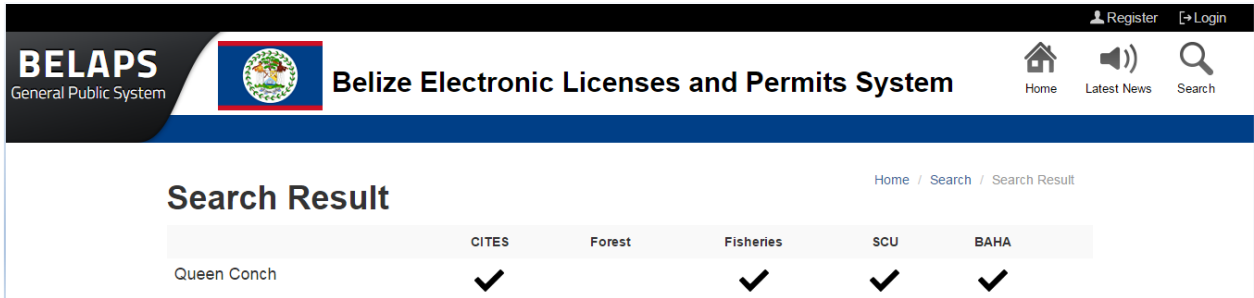 Register Login
BELAPS
General Public System
Belize Electronic Licenses and Permits System
Home Latest News Search
Home / Search / Search Result
Search Result
CITES Forest Fisheries SCU BAHA
Queen Conch